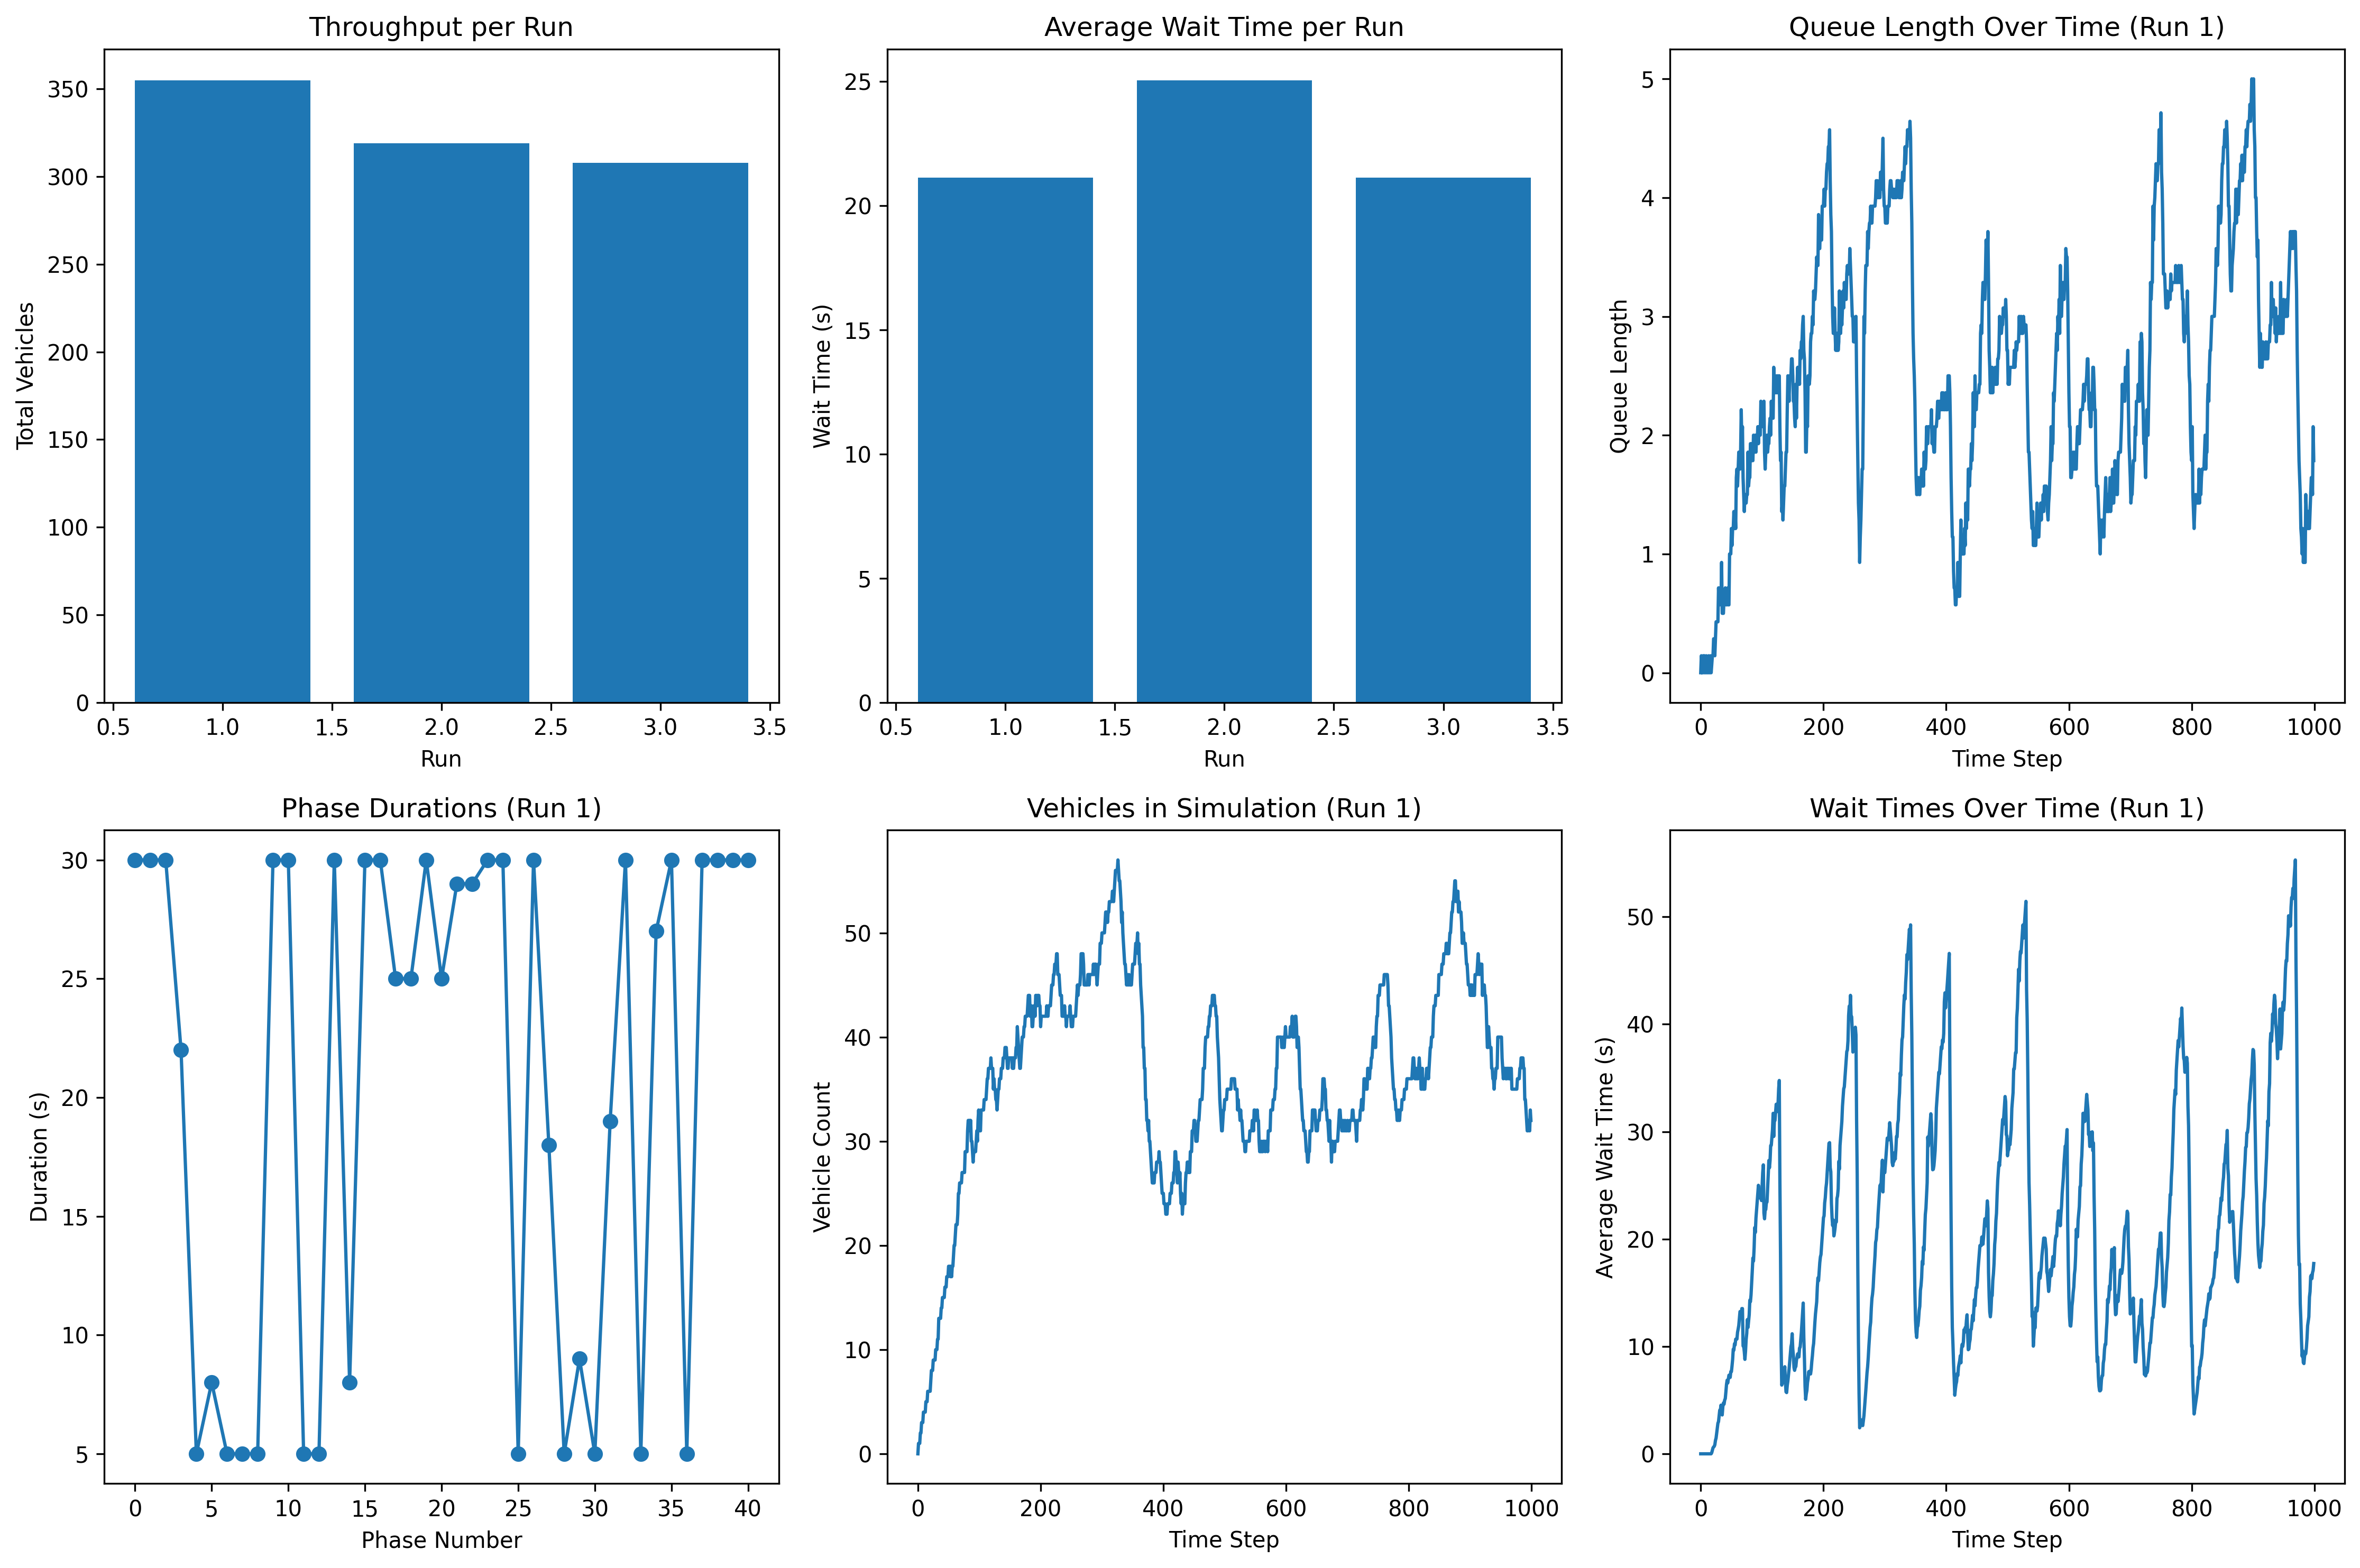 Throughput per Run
Total Vehicles
350
300
250
200
150
100
50
0
0.5 1.0 1.5 2.0 2.5 3.0 3.5
Run
Average Wait Time per Run
Wait Time (s)
25
20
15
10
5
0
0.5 1.0 1.5 2.0 2.5 3.0 3.5
Run
Queue Length Over Time (Run 1)
Queue Length
5
4
3
2
1
0
0 200 400 600 800 1000
Time Step
Phase Durations (Run 1)
Duration (s)
30
25
20
15
10
5
0 5 10 15 20 25 30 35 40
Phase Number
Vehicles in Simulation (Run 1)
Vehicle Count
50
40
30
20
10
0
0 200 400 600 800 1000
Time Step
Wait Times Over Time (Run 1)
Average Wait Time (s)
50
40
30
20
10
0
0 200 400 600 800 1000
Time Step